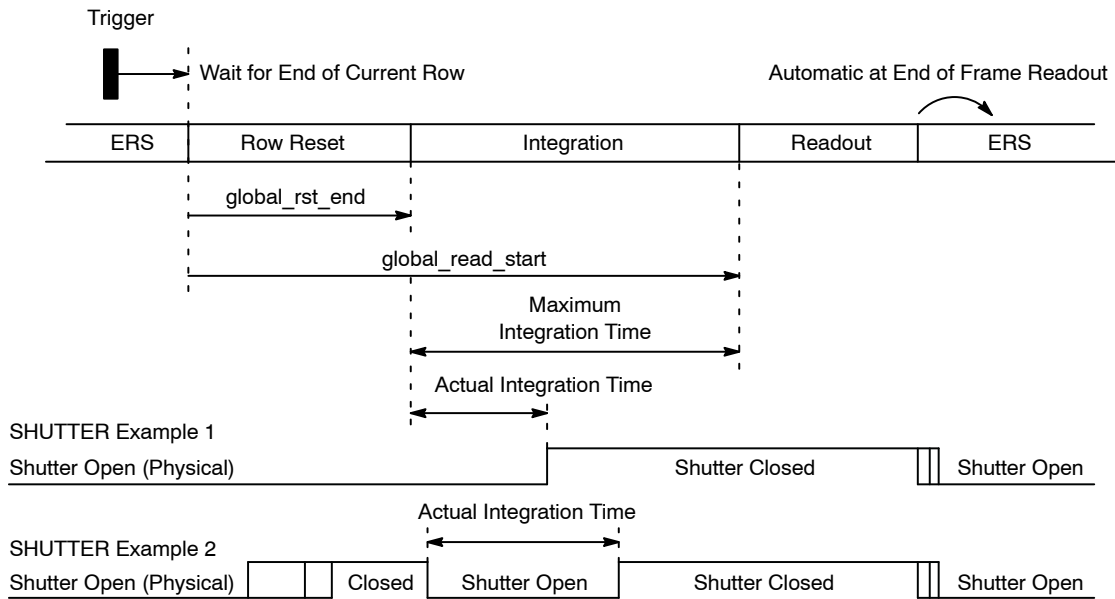 Trigger
Wait for End of Current Row
Automatic at End of Frame Readout
ERS
Row Reset
Integration
Readout
ERS
global_rst_end
global_read_start
Maximum
Integration Time
Actual Integration Time
SHUTTER Example 1
Shutter Open (Physical)
Shutter Closed
Shutter Open
Actual Integration Time
SHUTTER Example 2
Shutter Open (Physical)
Closed
Shutter Open
Shutter Closed
Shutter Open